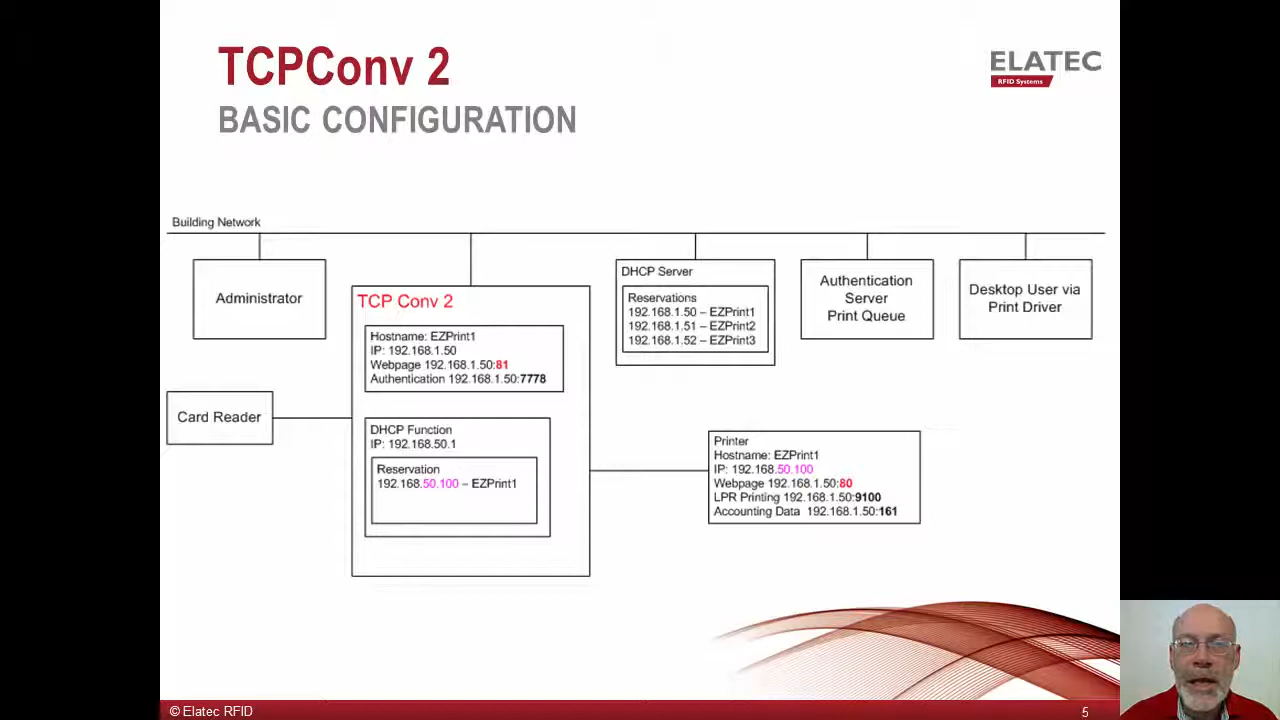 TCPConv 2
BASIC CONFIGURATION
ELATEC
RFID Systems
Building Network
Administrator
TCP Conv 2
Hostname: EZPrint1
IP: 192.168.1.50
Webpage 192.168.1.50:81
Authentication 192.168.1.50:7778
DHCP Function
IP: 192.168.50.1
Reservation
192.168.50.100 – EZPrint1
Card Reader
DHCP Server
Reservations
192.168.1.50 – EZPrint1
192.168.1.51 – EZPrint2
192.168.1.52 – EZPrint3
Authentication
Server
Print Queue
Desktop User via
Print Driver
Printer
Hostname: EZPrint1
IP: 192.168.50.100
Webpage 192.168.1.50:80
LPR Printing 192.168.1.50:9100
Accounting Data 192.168.1.50:161
© Elatec RFID
5